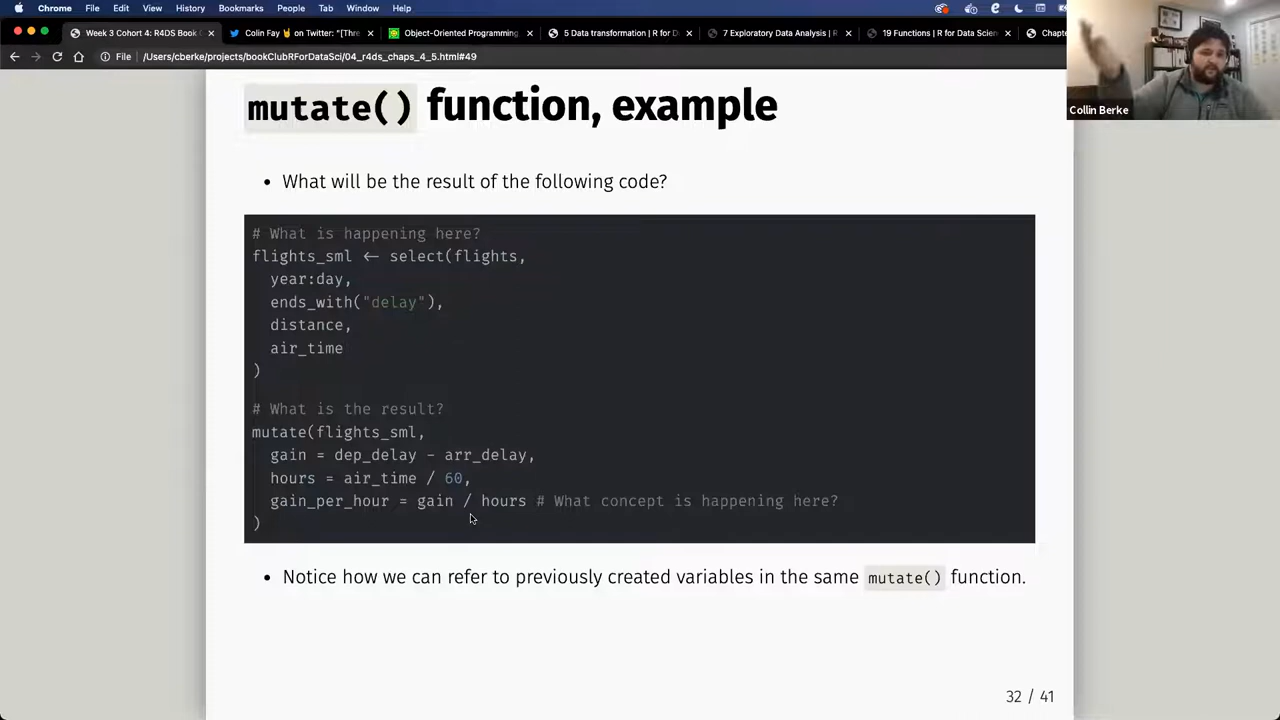 Chrome File Edit View History Bookmarks People Tab Window Help
Week 3 Cohort 4: R4DS Book C
Colin Fay 🤘 on Twitter: "[Thre
Object-Oriented Programming,
5 Data transformation | R for D
7 Exploratory Data Analysis | R
19 Functions | R for Data Scien
Chapte
File /Users/cberke/projects/bookClubRForDataSci/04_r4ds_chaps_4_5.html#49
Collin Berke
mutate() function, example
• What will be the result of the following code?
# What is happening here?
flights_sml ← select(flights,
year:day,
ends_with("delay"),
distance,
air_time
)
# What is the result?
mutate(flights_sml,
gain = dep_delay - arr_delay,
hours = air_time / 60,
gain_per_hour = gain / hours # What concept is happening here?
)
• Notice how we can refer to previously created variables in the same mutate() function.
32 / 41